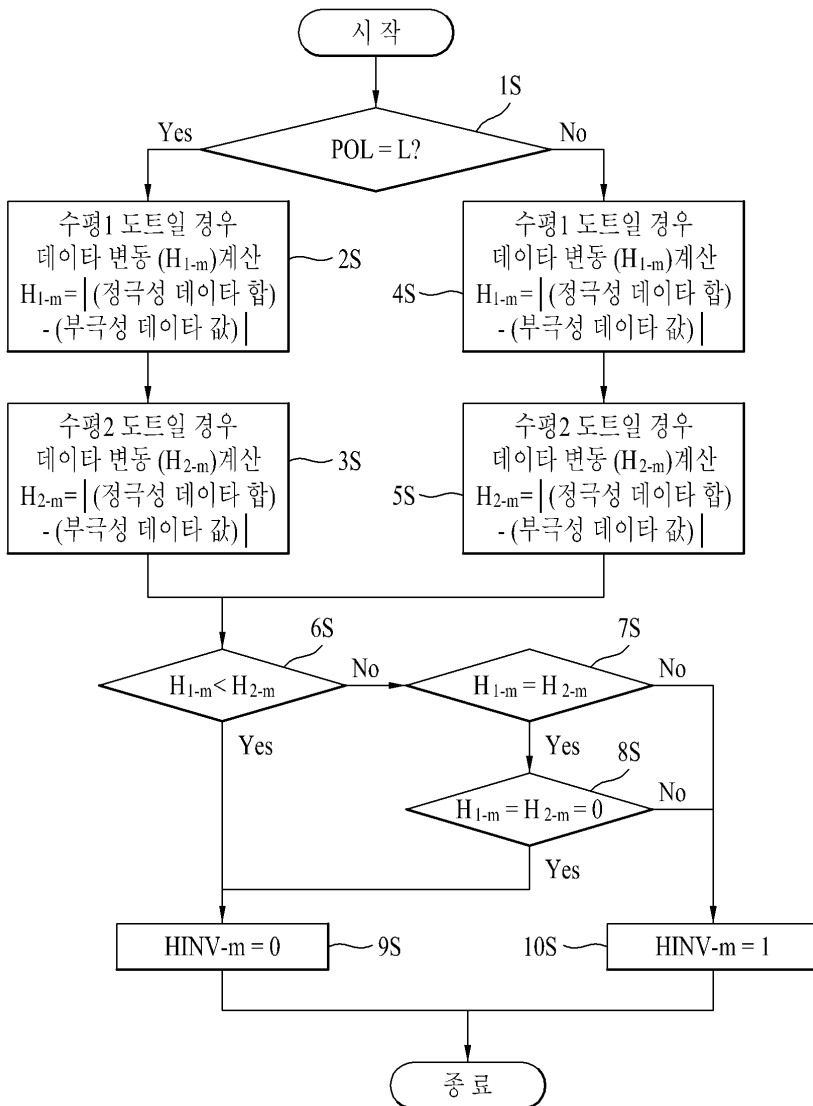 시 작
1S
Yes
POL = L?
No
수평1 도트일 경우
데이타 변동 (H1-m)계산
H1-m=|(정극성 데이타 합)
- (부극성 데이타 값)|
2S
수평1 도트일 경우
데이타 변동 (H1-m)계산
H1-m=|(정극성 데이타 합)
- (부극성 데이타 값)|
4S
수평2 도트일 경우
데이타 변동 (H2-m)계산
H2-m=|(정극성 데이타 합)
- (부극성 데이타 값)|
3S
수평2 도트일 경우
데이타 변동 (H2-m)계산
H2-m=|(정극성 데이타 합)
- (부극성 데이타 값)|
5S
6S
H1-m< H2-m
No
Yes
7S
H1-m = H2-m
No
Yes
8S
H1-m = H2-m = 0
No
Yes
HINV-m = 0
9S
10S
HINV-m = 1
종 료